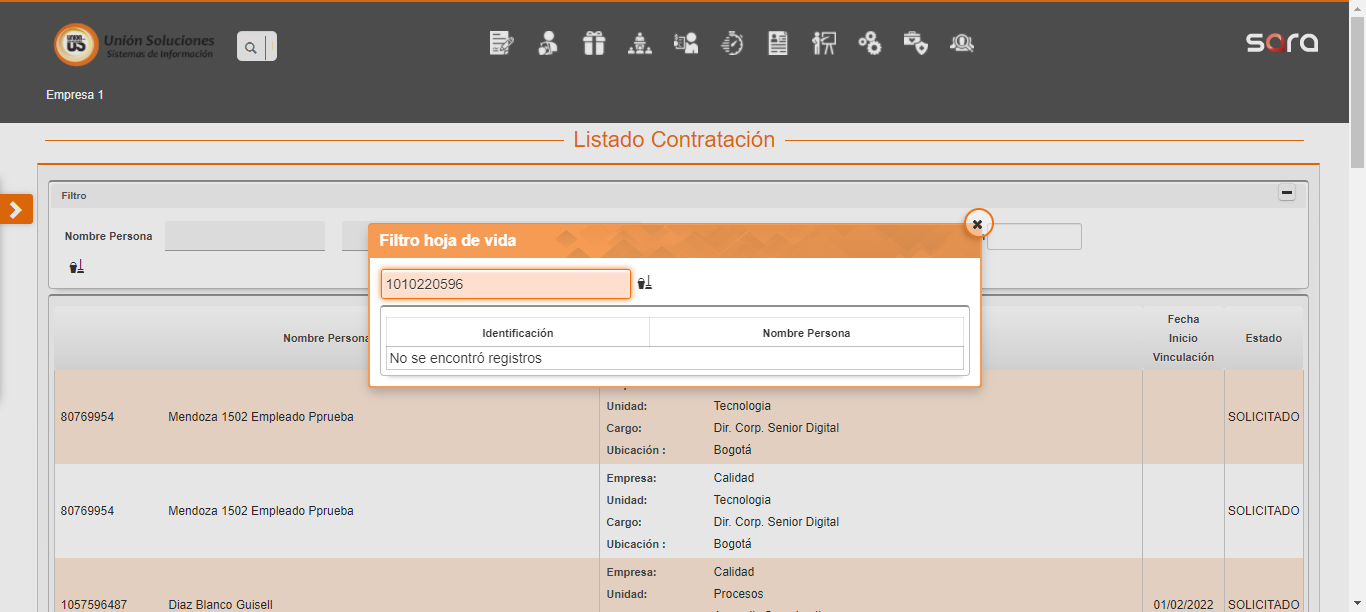 Unión Soluciones
Sistemas de Información
sara
Empresa 1
Listado Contratación
Filtro
Nombre Persona
Filtro hoja de vida
1010220596
Identificación Nombre Persona
No se encontró registros
Nombre Persona
Fecha
Inicio
Vinculación
Estado
80769954 Mendoza 1502 Empleado Pprueba
Unidad: Tecnologia
Cargo: Dir. Corp. Senior Digital
Ubicación : Bogotá
SOLICITADO
80769954 Mendoza 1502 Empleado Pprueba
Empresa: Calidad
Unidad: Tecnologia
Cargo: Dir. Corp. Senior Digital
Ubicación : Bogotá
SOLICITADO
1057596487 Diaz Blanco Guisell
Empresa: Calidad
Unidad: Procesos
01/02/2022 SOLICITADO